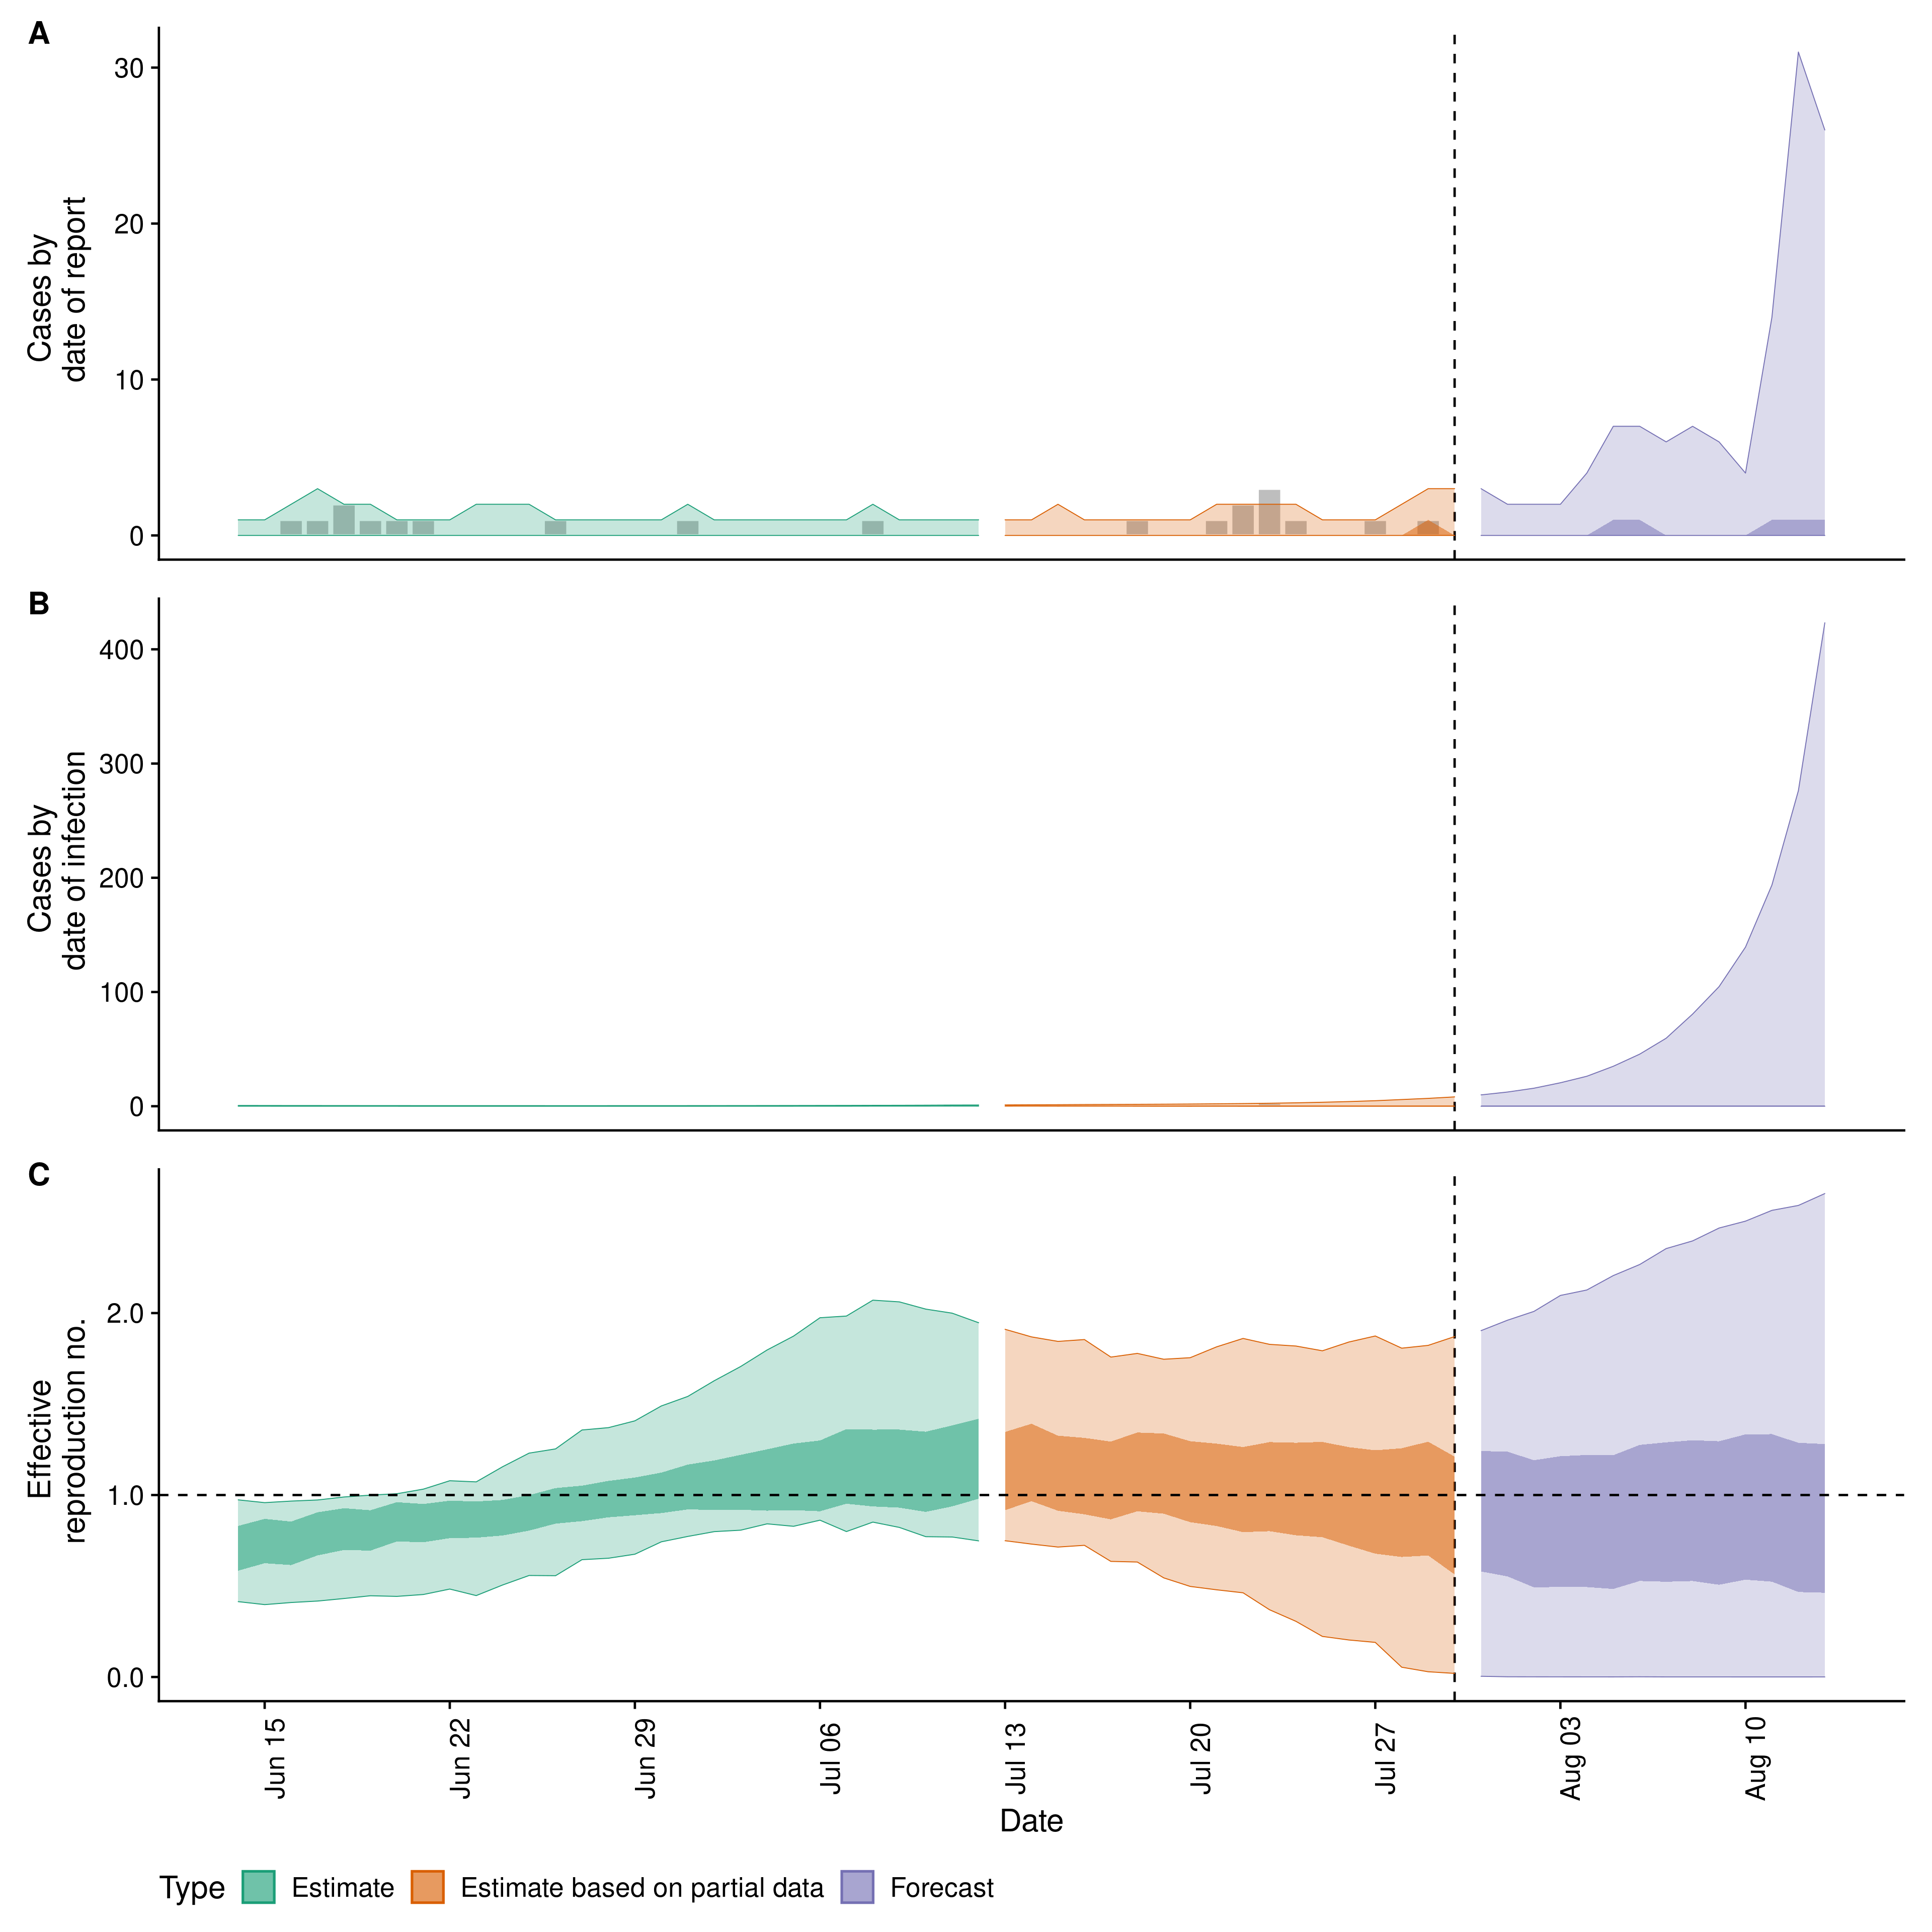 A
30
20
10
0
Cases by
date of report
B
400
300
200
100
0
Cases by
date of infection
C
2.0
1.0
0.0
Effective
reproduction no.
Jun 15
Jun 22
Jun 29
Jul 06
Jul 13
Jul 20
Jul 27
Aug 03
Aug 10
Date
Type Estimate Estimate based on partial data Forecast